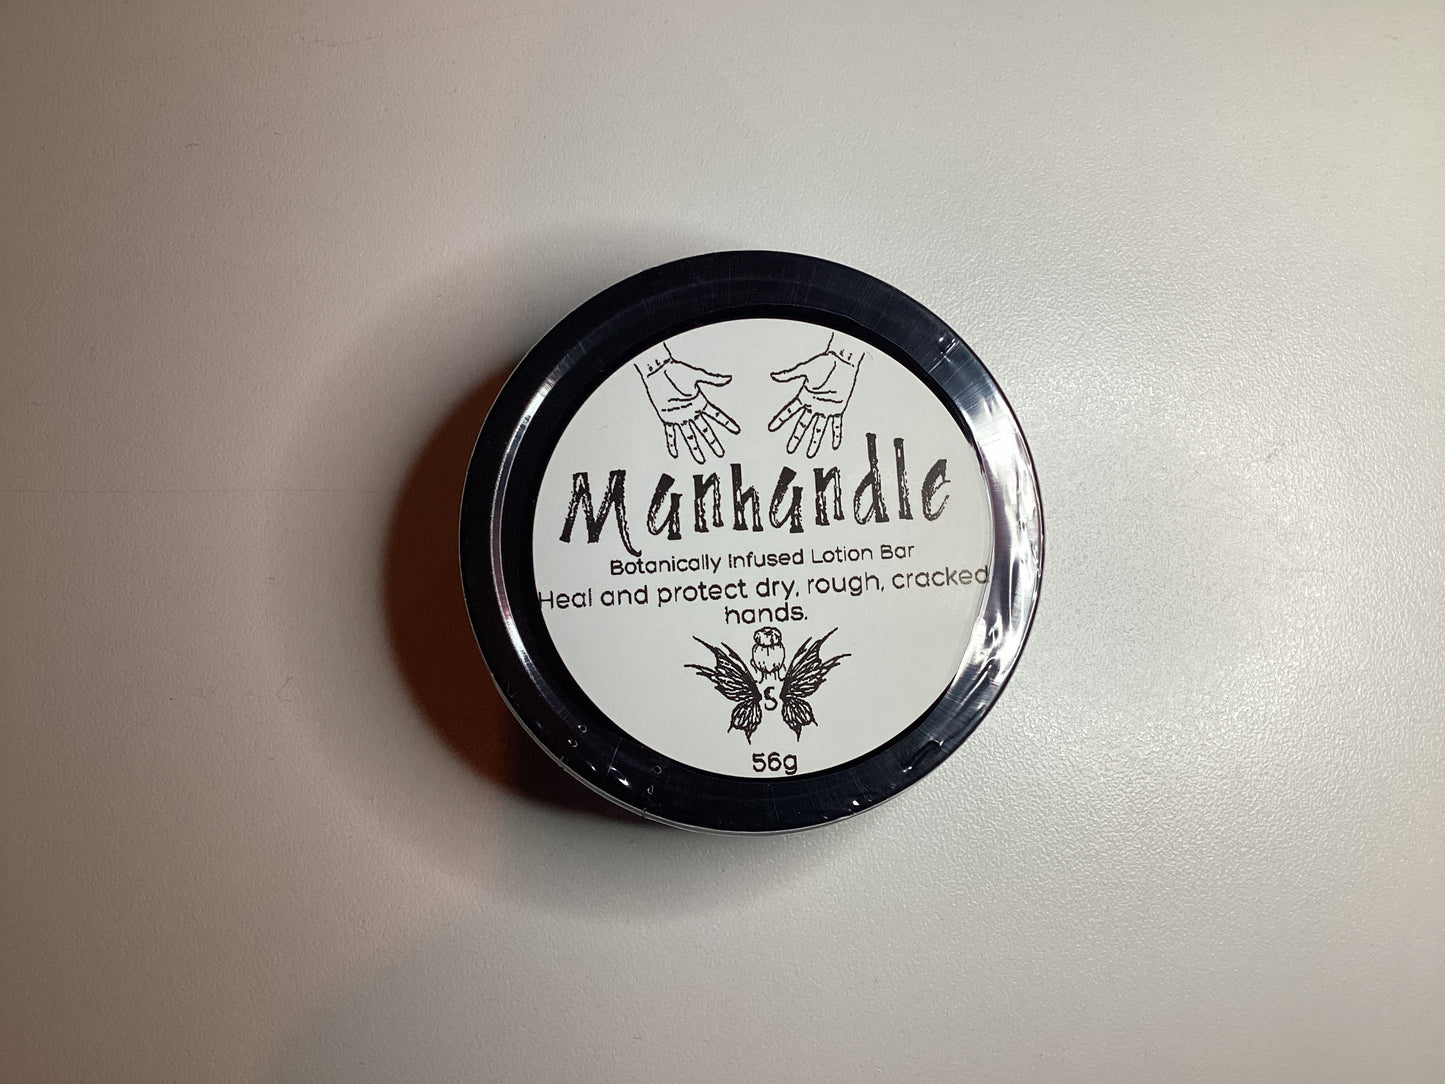 Manhandle
Botanically Infused Lotion Bar
Heal and protect dry, rough, cracked
hands.
S
56g